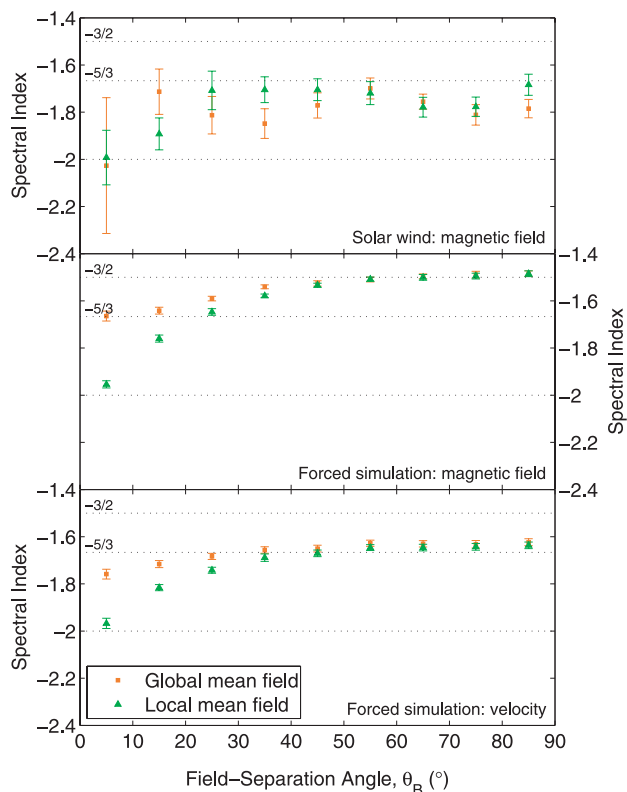 −1.4
−3/2
−1.6
−5/3
−1.8
−2
−2.2
−2.4
Spectral Index
Solar wind: magnetic field
−1.4
−3/2
−1.6
−5/3
−1.8
−2
−2.2
Spectral Index
Forced simulation: magnetic field
−1.4
−1.4
−3/2
−1.6
−5/3
−1.8
−2
−2.2
−2.4
Spectral Index
Global mean field
Local mean field
Forced simulation: velocity
0 10 20 30 40 50 60 70 80 90
Field−Separation Angle, θB (°)